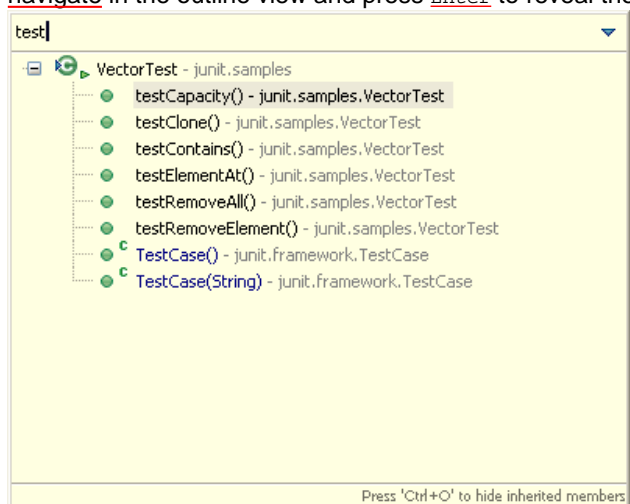 navigate in the outline view and press Enter to reveal the
test
VectorTest - junit.samples
testCapacity() - junit.samples.VectorTest
testClone() - junit.samples.VectorTest
testContains() - junit.samples.VectorTest
testElementAt() - junit.samples.VectorTest
testRemoveAll() - junit.samples.VectorTest
testRemoveElement() - junit.samples.VectorTest
C TestCase() - junit.framework.TestCase
C TestCase(String) - junit.framework.TestCase
Press 'Ctrl+O' to hide inherited members